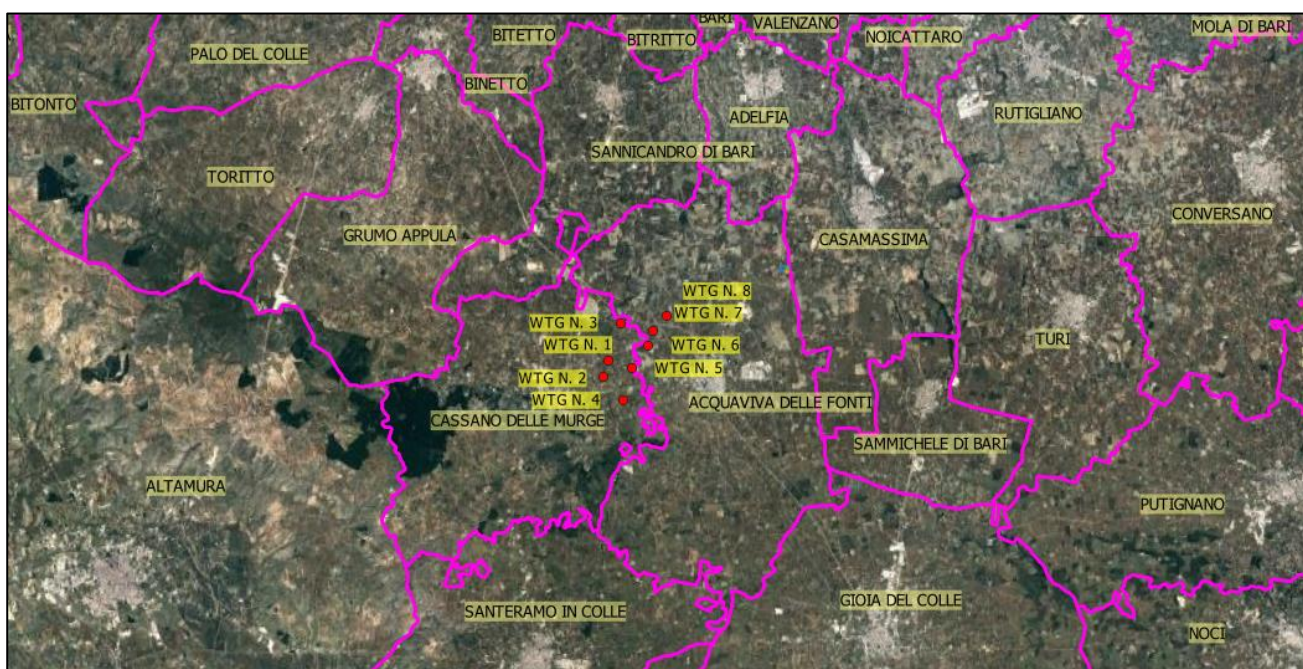 BARI
VALENZANO
MOLA DI BARI
BITETTO
BITRITTO
NOICATTARO
PALO DEL COLLE
BINETTO
BITONTO
RUTIGLIANO
ADELFIA
SANNICANDRO DI BARI
TORITTO
CONVERSANO
GRUMO APPULA
CASAMASSIMA
WTG N. 8
WTG N. 7
WTG N. 3
WTG N. 1
WTG N. 6
TURI
WTG N. 5
WTG N. 2
WTG N. 4
ACQUAVIVA DELLE FONTI
CASSANO DELLE MURGE
SAMMICHELE DI BARI
ALTAMURA
PUTIGNANO
GIOIA DEL COLLE
SANTERAMO IN COLLE
NOCI